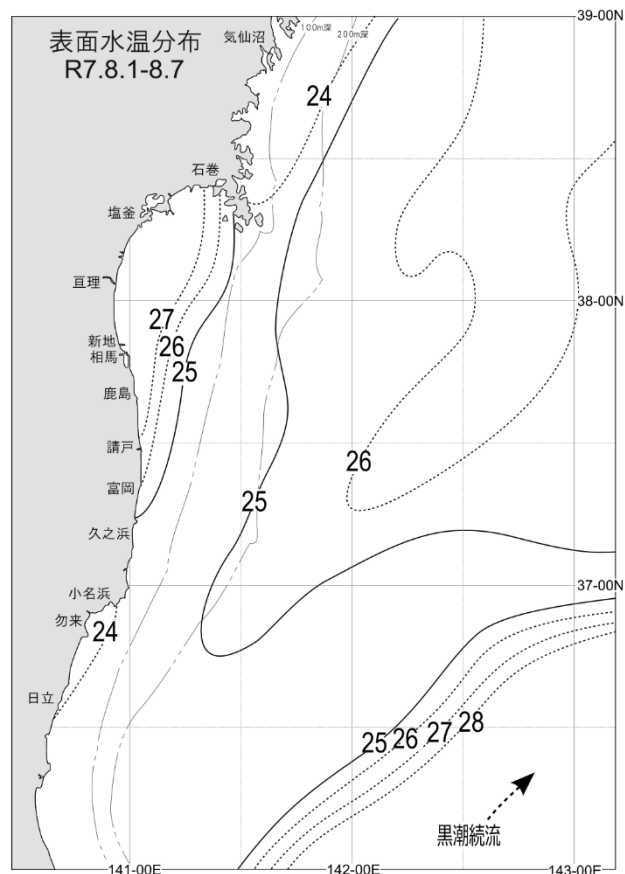 表面水温分布
R7.8.1-8.7
気仙沼
100m深
200m深
39-00N
24
石巻
塩釜
亘理
38-00N
27
新地
26
相馬
25
鹿島
請戸
26
富岡
25
久之浜
37-00N
小名浜
勿来
24
日立
25
26
27
28
黒潮続流
141-00E
142-00E
143-00E